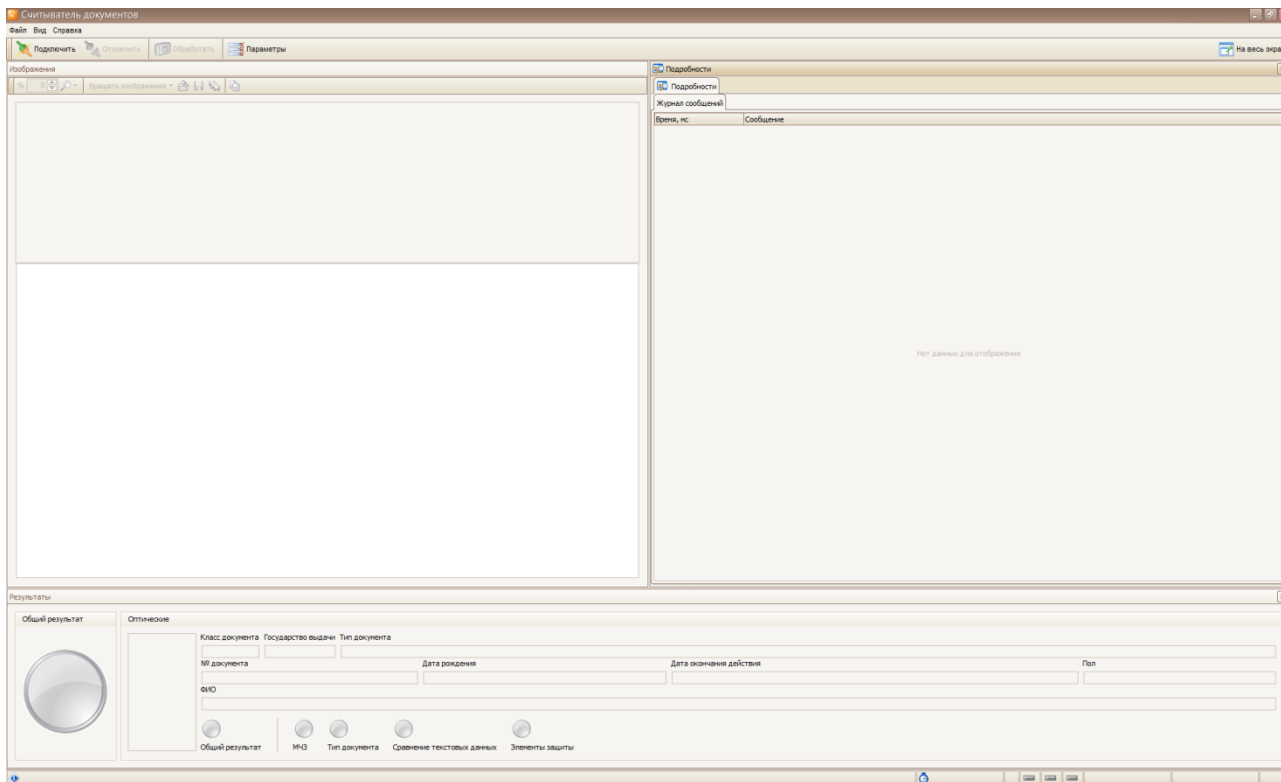 Считыватель документов
Файл Вид Справка
Подключить Отключить Обработать Параметры На весь экра
Изображения
% 0 Вращать изображения
Подробности
Подробности
Журнал сообщений
Время, мс Сообщение
Нет данных для отображения
Результаты
Общий результат Оптические
Класс документа Государство выдачи Тип документа
№ документа Дата рождения Дата окончания действия Пол
ФИО
Общий результат МЧЗ Тип документа Сравнение текстовых данных Элементы защиты